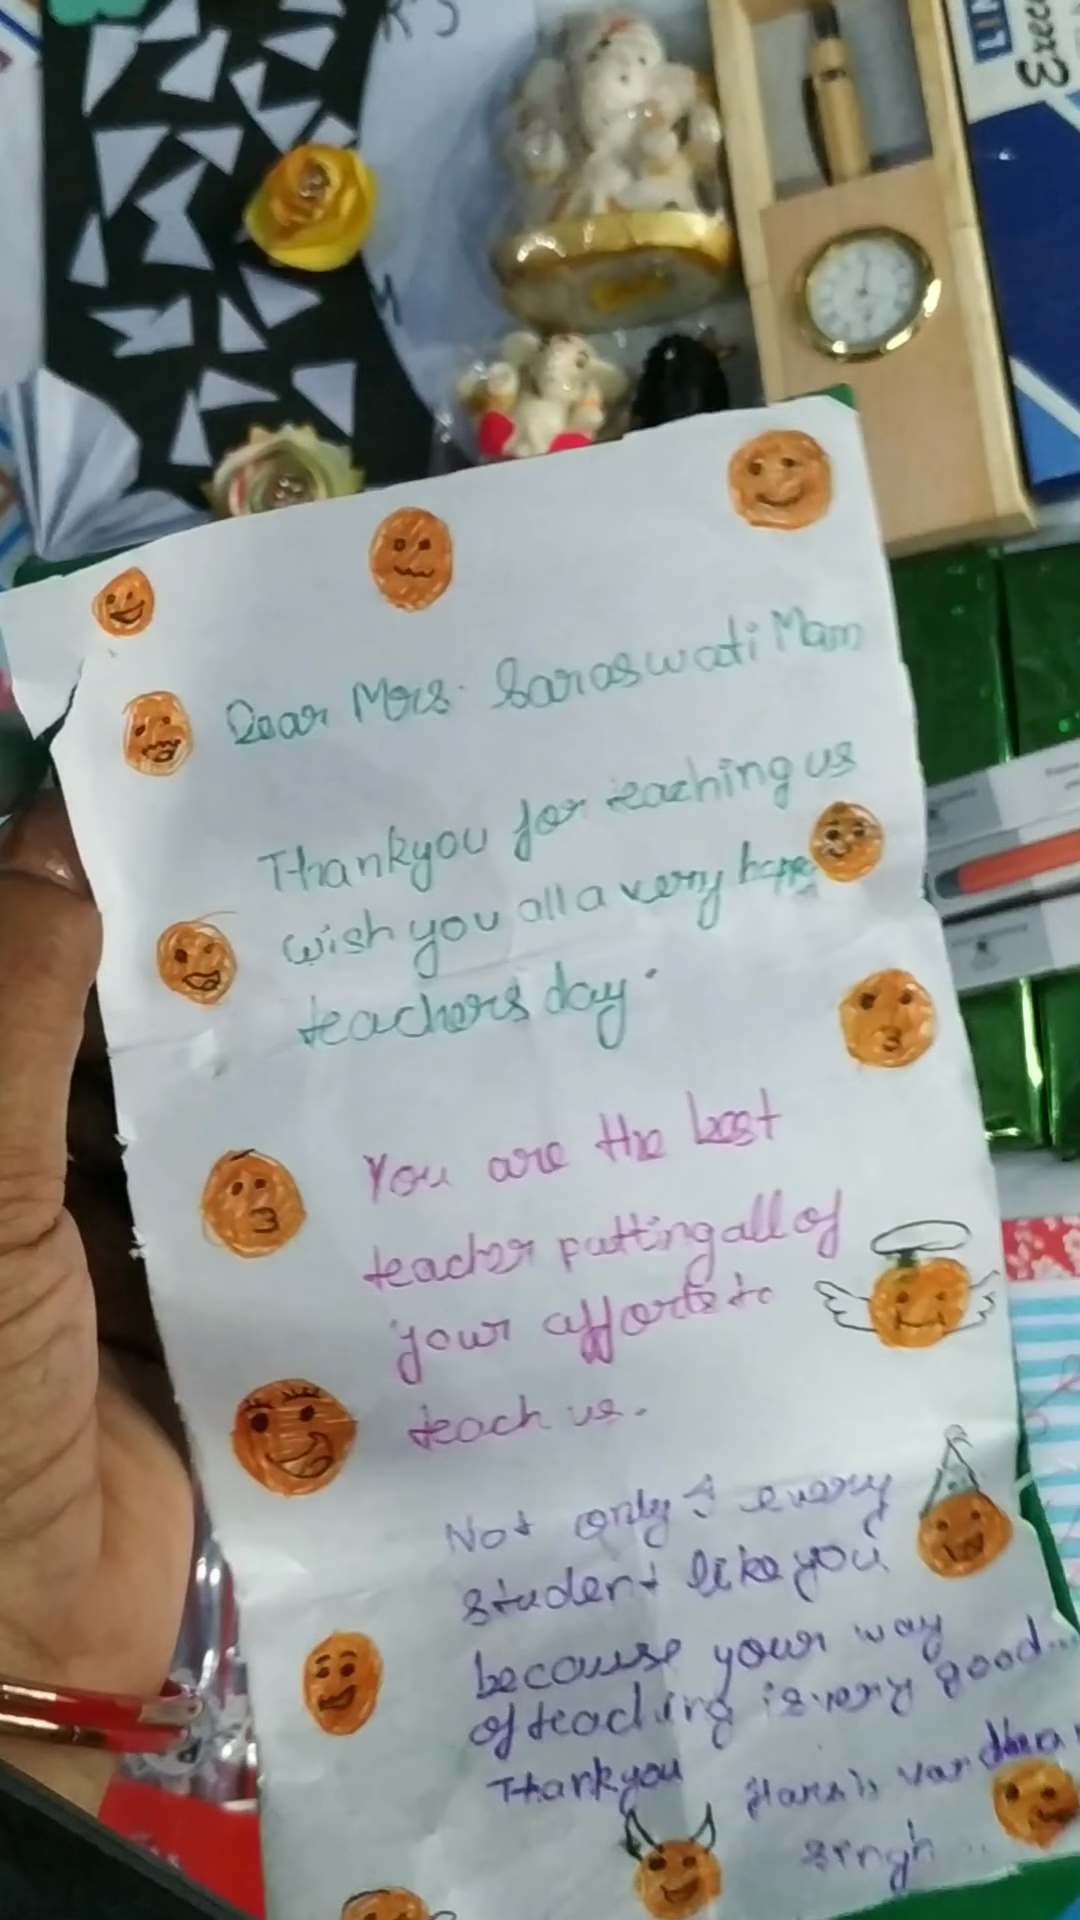 Dear Mrs. Saraswati Mam
Thankyou for teaching us
wish you all a very happy
teachers day.
You are the best
teacher putting all of
your afforts to
teach us.
Not only I every
student like you
because your way
of teaching is very good...
Thankyou
Harsh vardhan
singh ..